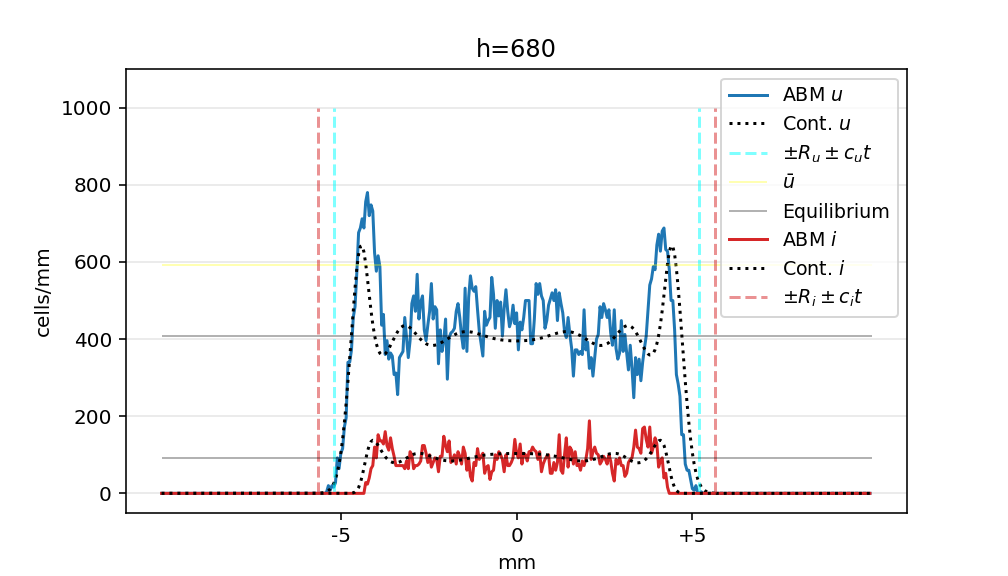 h=680
1000
800
600
400
200
0
cells/mm
-5 0 +5
mm
ABM u
Cont. u
±R_u ± c_u t
ū
Equilibrium
ABM i
Cont. i
±R_i ± c_i t